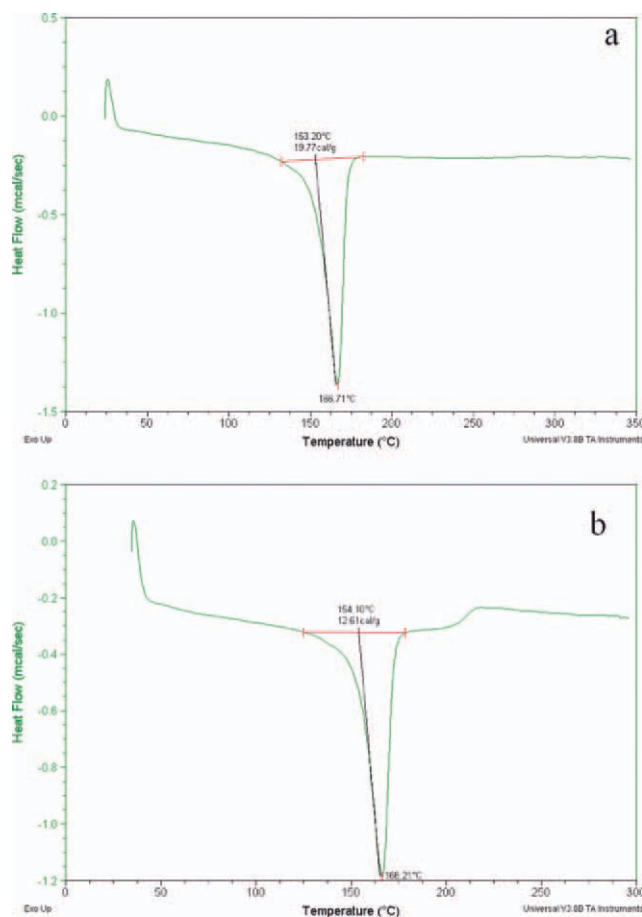 a
0.5
0.0
-0.5
-1.0
-1.5
Heat Flow (mcal/sec)
153.20°C
19.77cal/g
166.71°C
0 50 100 150 200 250 300 350
Exo Up
Temperature (°C)
Universal V3.8B TA Instruments
b
0.2
0.0
-0.2
-0.4
-0.6
-0.8
-1.0
-1.2
Heat Flow (mcal/sec)
154.10°C
12.61cal/g
166.21°C
0 50 100 150 200 250 300
Exo Up
Temperature (°C)
Universal V3.8B TA Instruments